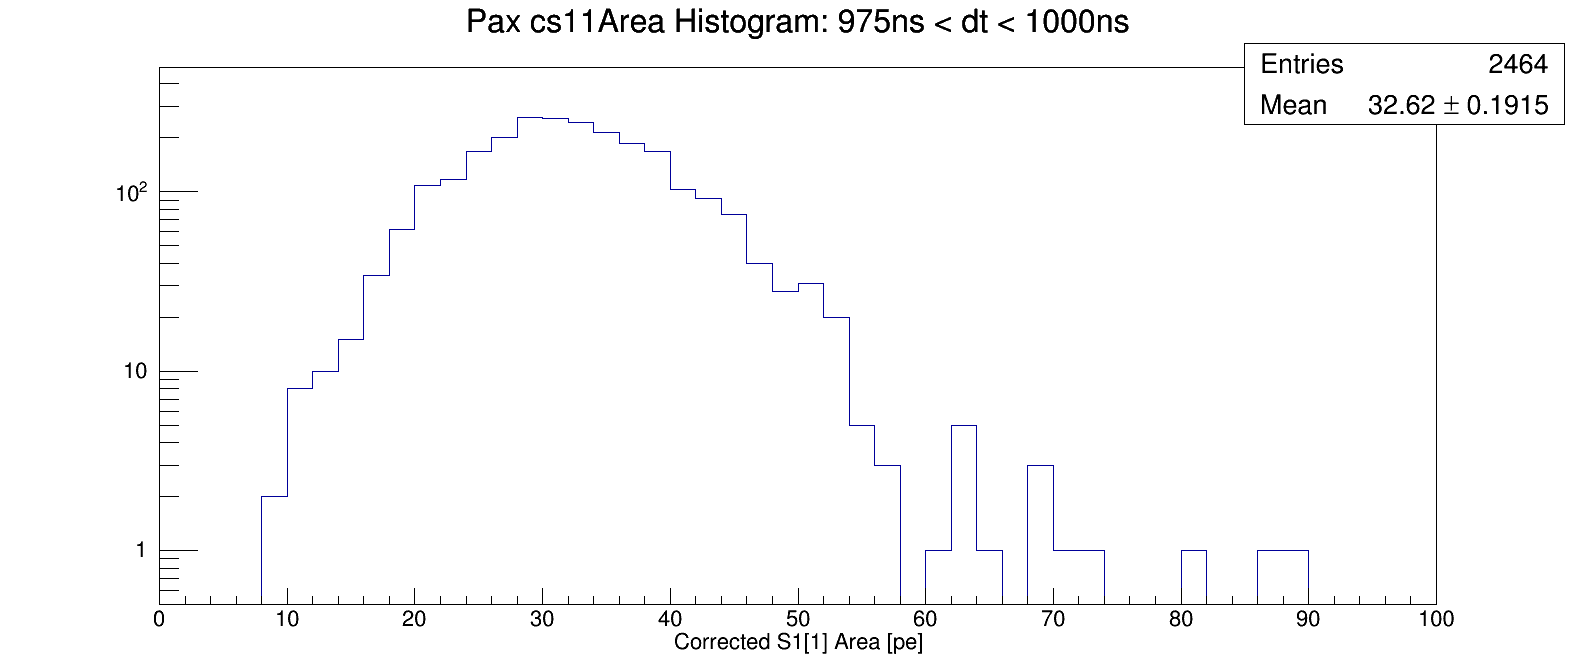 Pax cs11Area Histogram: 975ns < dt < 1000ns
Entries 2464
Mean 32.62 ± 0.1915
10²
10
1
0 10 20 30 40 50 60 70 80 90 100
Corrected S1[1] Area [pe]